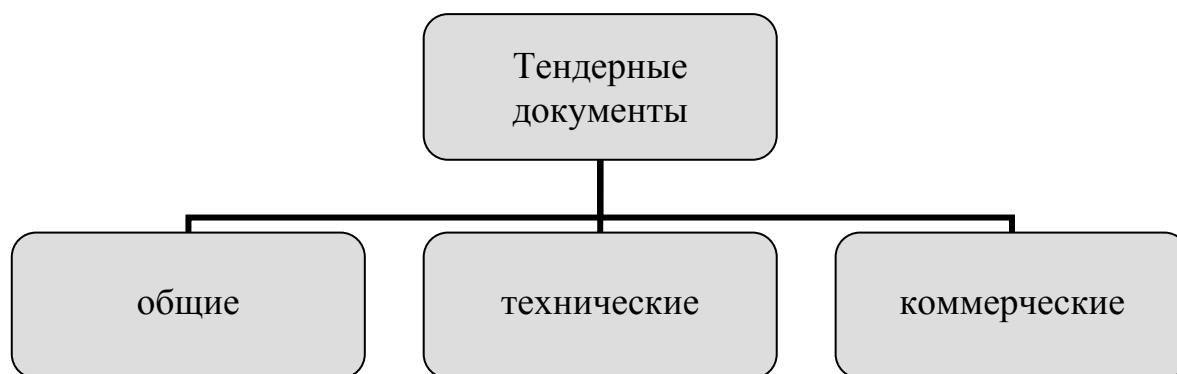 Тендерные
документы
общие
технические
коммерческие